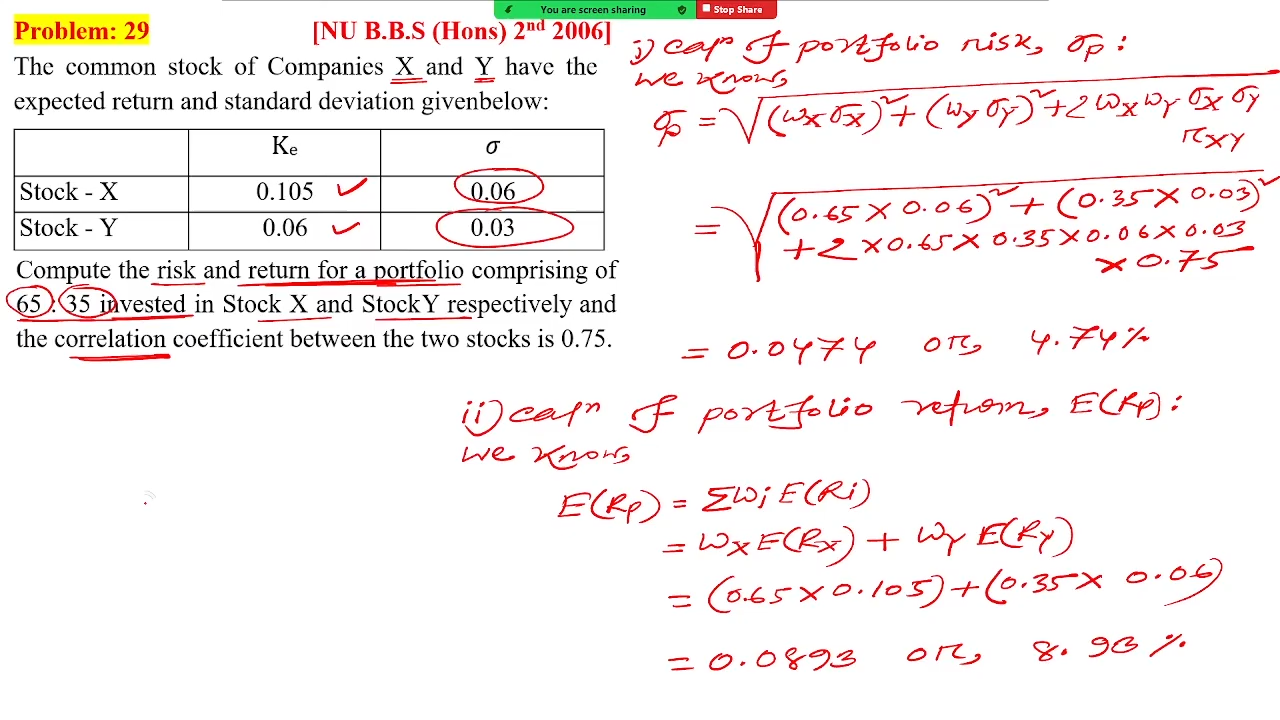 You are screen sharing
Stop Share
Problem: 29 [NU B.B.S (Hons) 2nd 2006]
The common stock of Companies X and Y have the
expected return and standard deviation givenbelow:
Kₑ σ
Stock - X 0.105 ✓ 0.06
Stock - Y 0.06 ✓ 0.03
Compute the risk and return for a portfolio comprising of
65 : 35 invested in Stock X and StockY respectively and
the correlation coefficient between the two stocks is 0.75.
i) calⁿ of portfolio risk, σp :
we know,
σp = √(wX σX)² + (wY σY)² + 2 wX wY σX σY
rXY
= √(0.65 × 0.06)² + (0.35 × 0.03)²
+ 2 × 0.65 × 0.35 × 0.06 × 0.03
× 0.75
= 0.0474 or, 4.74%
ii) calⁿ of portfolio return, E(Rp) :
we know,
E(Rp) = Σwi E(Ri)
= wX E(RX) + wY E(RY)
= (0.65 × 0.105) + (0.35 × 0.06)
= 0.0893 or, 8.93 %